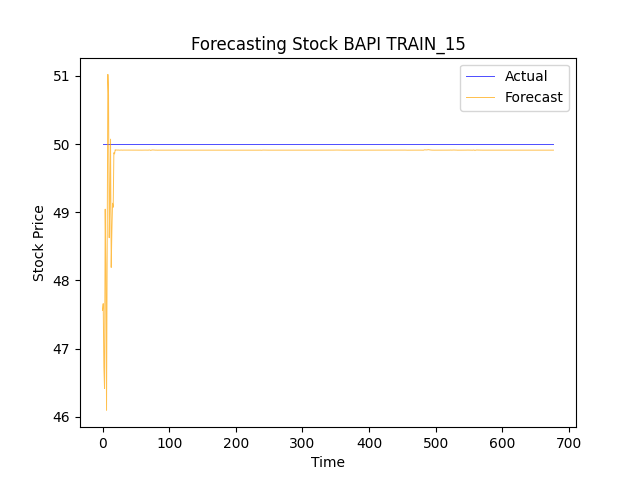 Forecasting Stock BAPI TRAIN_15
Actual
Forecast
51
50
49
48
47
46
Stock Price
0 100 200 300 400 500 600 700
Time